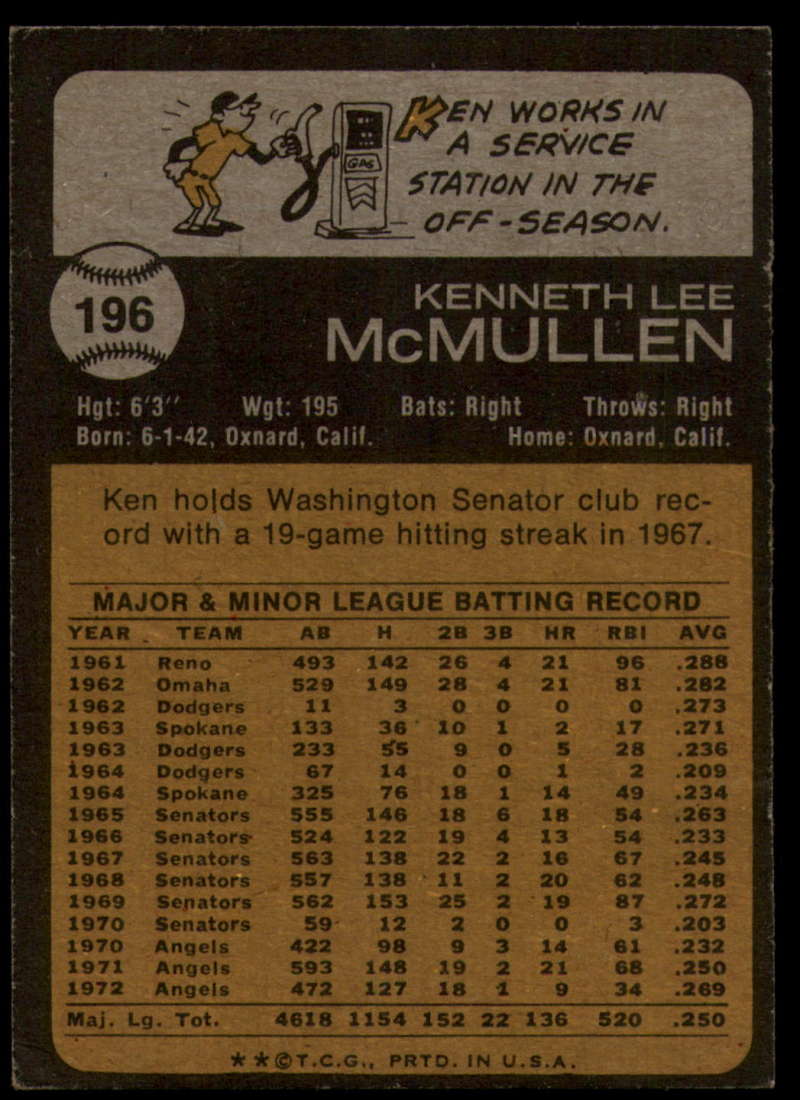 KEN WORKS IN
A SERVICE
STATION IN THE
OFF-SEASON.
GAS
196
KENNETH LEE
McMULLEN
Hgt: 6'3" Wgt: 195 Bats: Right Throws: Right
Born: 6-1-42, Oxnard, Calif. Home: Oxnard, Calif.
Ken holds Washington Senator club rec-
ord with a 19-game hitting streak in 1967.
MAJOR & MINOR LEAGUE BATTING RECORD
YEAR TEAM AB H 2B 3B HR RBI AVG
1961 Reno 493 142 26 4 21 96 .288
1962 Omaha 529 149 28 4 21 81 .282
1962 Dodgers 11 3 0 0 0 0 .273
1963 Spokane 133 36 10 1 2 17 .271
1963 Dodgers 233 55 9 0 5 28 .236
1964 Dodgers 67 14 0 0 1 2 .209
1964 Spokane 325 76 18 1 14 49 .234
1965 Senators 555 146 18 6 18 54 .263
1966 Senators 524 122 19 4 13 54 .233
1967 Senators 563 138 22 2 16 67 .245
1968 Senators 557 138 11 2 20 62 .248
1969 Senators 562 153 25 2 19 87 .272
1970 Senators 59 12 2 0 0 3 .203
1970 Angels 422 98 9 3 14 61 .232
1971 Angels 593 148 19 2 21 68 .250
1972 Angels 472 127 18 1 9 34 .269
Maj. Lg. Tot. 4618 1154 152 22 136 520 .250
★★©T.C.G., PRTD. IN U.S.A.